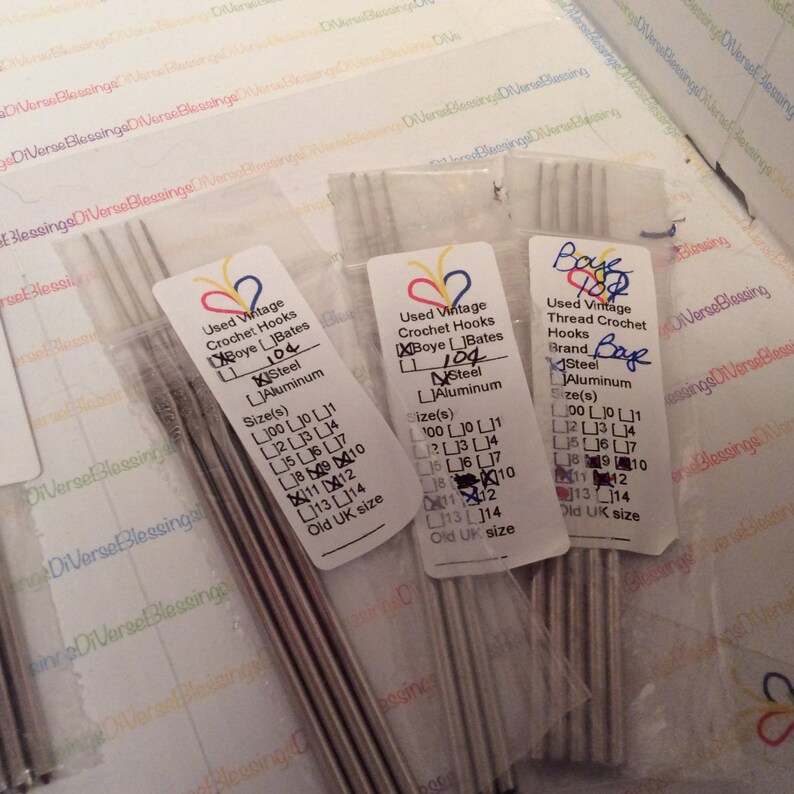 DiVerseBlessingsDiVerseBlessingsDiVerseBlessings
Used Vintage
Crochet Hooks
☒Boye ☐Bates
☐ 10¢
☒Steel
☐Aluminum
Size(s)
☐00 ☐0 ☐1
☐2 ☐3 ☐4
☐5 ☐6 ☐7
☐8 ☒9 ☒10
☒11 ☒12
☐13 ☐14
Old UK size
Used Vintage
Crochet Hooks
☒Boye ☐Bates
☐ 10¢
☒Steel
☐Aluminum
Size(s)
☐00 ☐0 ☐1
☐2 ☐3 ☐4
☐5 ☐6 ☐7
☐8 ☒10
☒11 ☒12
☐13 ☐14
Old UK size
Boye
10¢
Used Vintage
Thread Crochet
Hooks
Brand Boye
☒Steel
☐Aluminum
Size(s)
☐00 ☐0 ☐1
☐2 ☐3 ☐4
☐5 ☐6 ☐7
☐8 ☒9 ☒10
☒11 ☒12
☒13 ☐14
Old UK size